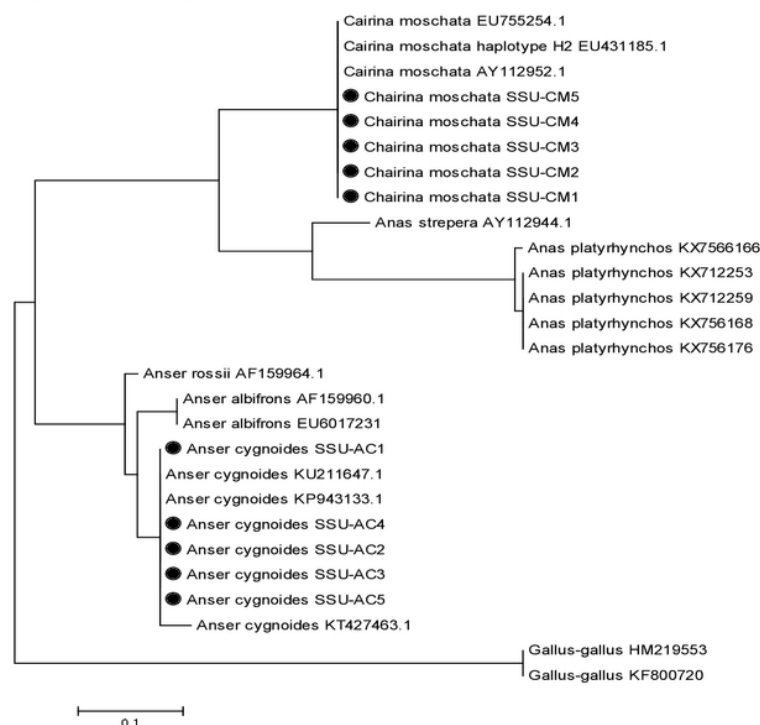 Cairina moschata EU755254.1
Cairina moschata haplotype H2 EU431185.1
Cairina moschata AY112952.1
Chairina moschata SSU-CM5
Chairina moschata SSU-CM4
Chairina moschata SSU-CM3
Chairina moschata SSU-CM2
Chairina moschata SSU-CM1
Anas strepera AY112944.1
Anas platyrhynchos KX7566166
Anas platyrhynchos KX712253
Anas platyrhynchos KX712259
Anas platyrhynchos KX756168
Anas platyrhynchos KX756176
Anser rossii AF159964.1
Anser albifrons AF159960.1
Anser albifrons EU6017231
Anser cygnoides SSU-AC1
Anser cygnoides KU211647.1
Anser cygnoides KP943133.1
Anser cygnoides SSU-AC4
Anser cygnoides SSU-AC2
Anser cygnoides SSU-AC3
Anser cygnoides SSU-AC5
Anser cygnoides KT427463.1
Gallus-gallus HM219553
Gallus-gallus KF800720
0.1